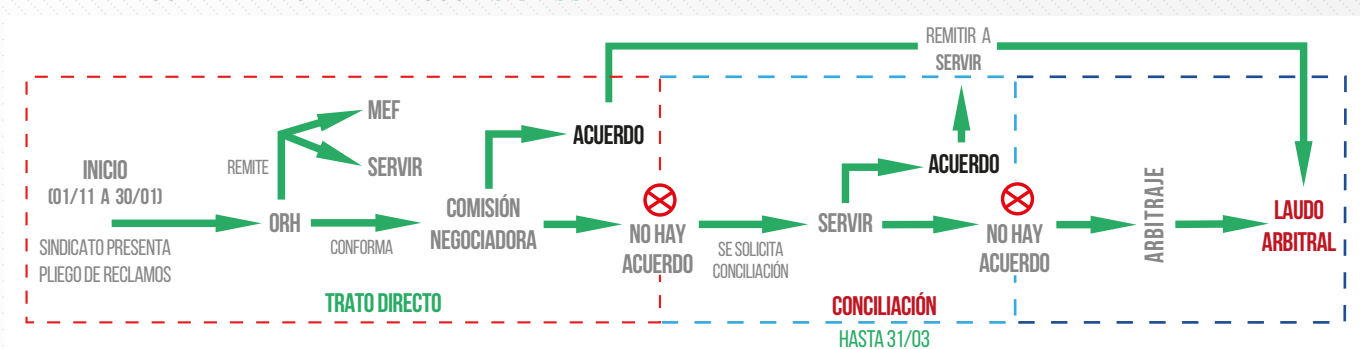 REMITIR A
SERVIR
MEF
REMITE
SERVIR
INICIO
(01/11 A 30/01)
SINDICATO PRESENTA
PLIEGO DE RECLAMOS
ORH
CONFORMA
COMISIÓN
NEGOCIADORA
ACUERDO
NO HAY
ACUERDO
TRATO DIRECTO
SE SOLICITA
CONCILIACIÓN
SERVIR
ACUERDO
NO HAY
ACUERDO
CONCILIACIÓN
HASTA 31/03
ARBITRAJE
LAUDO
ARBITRAL